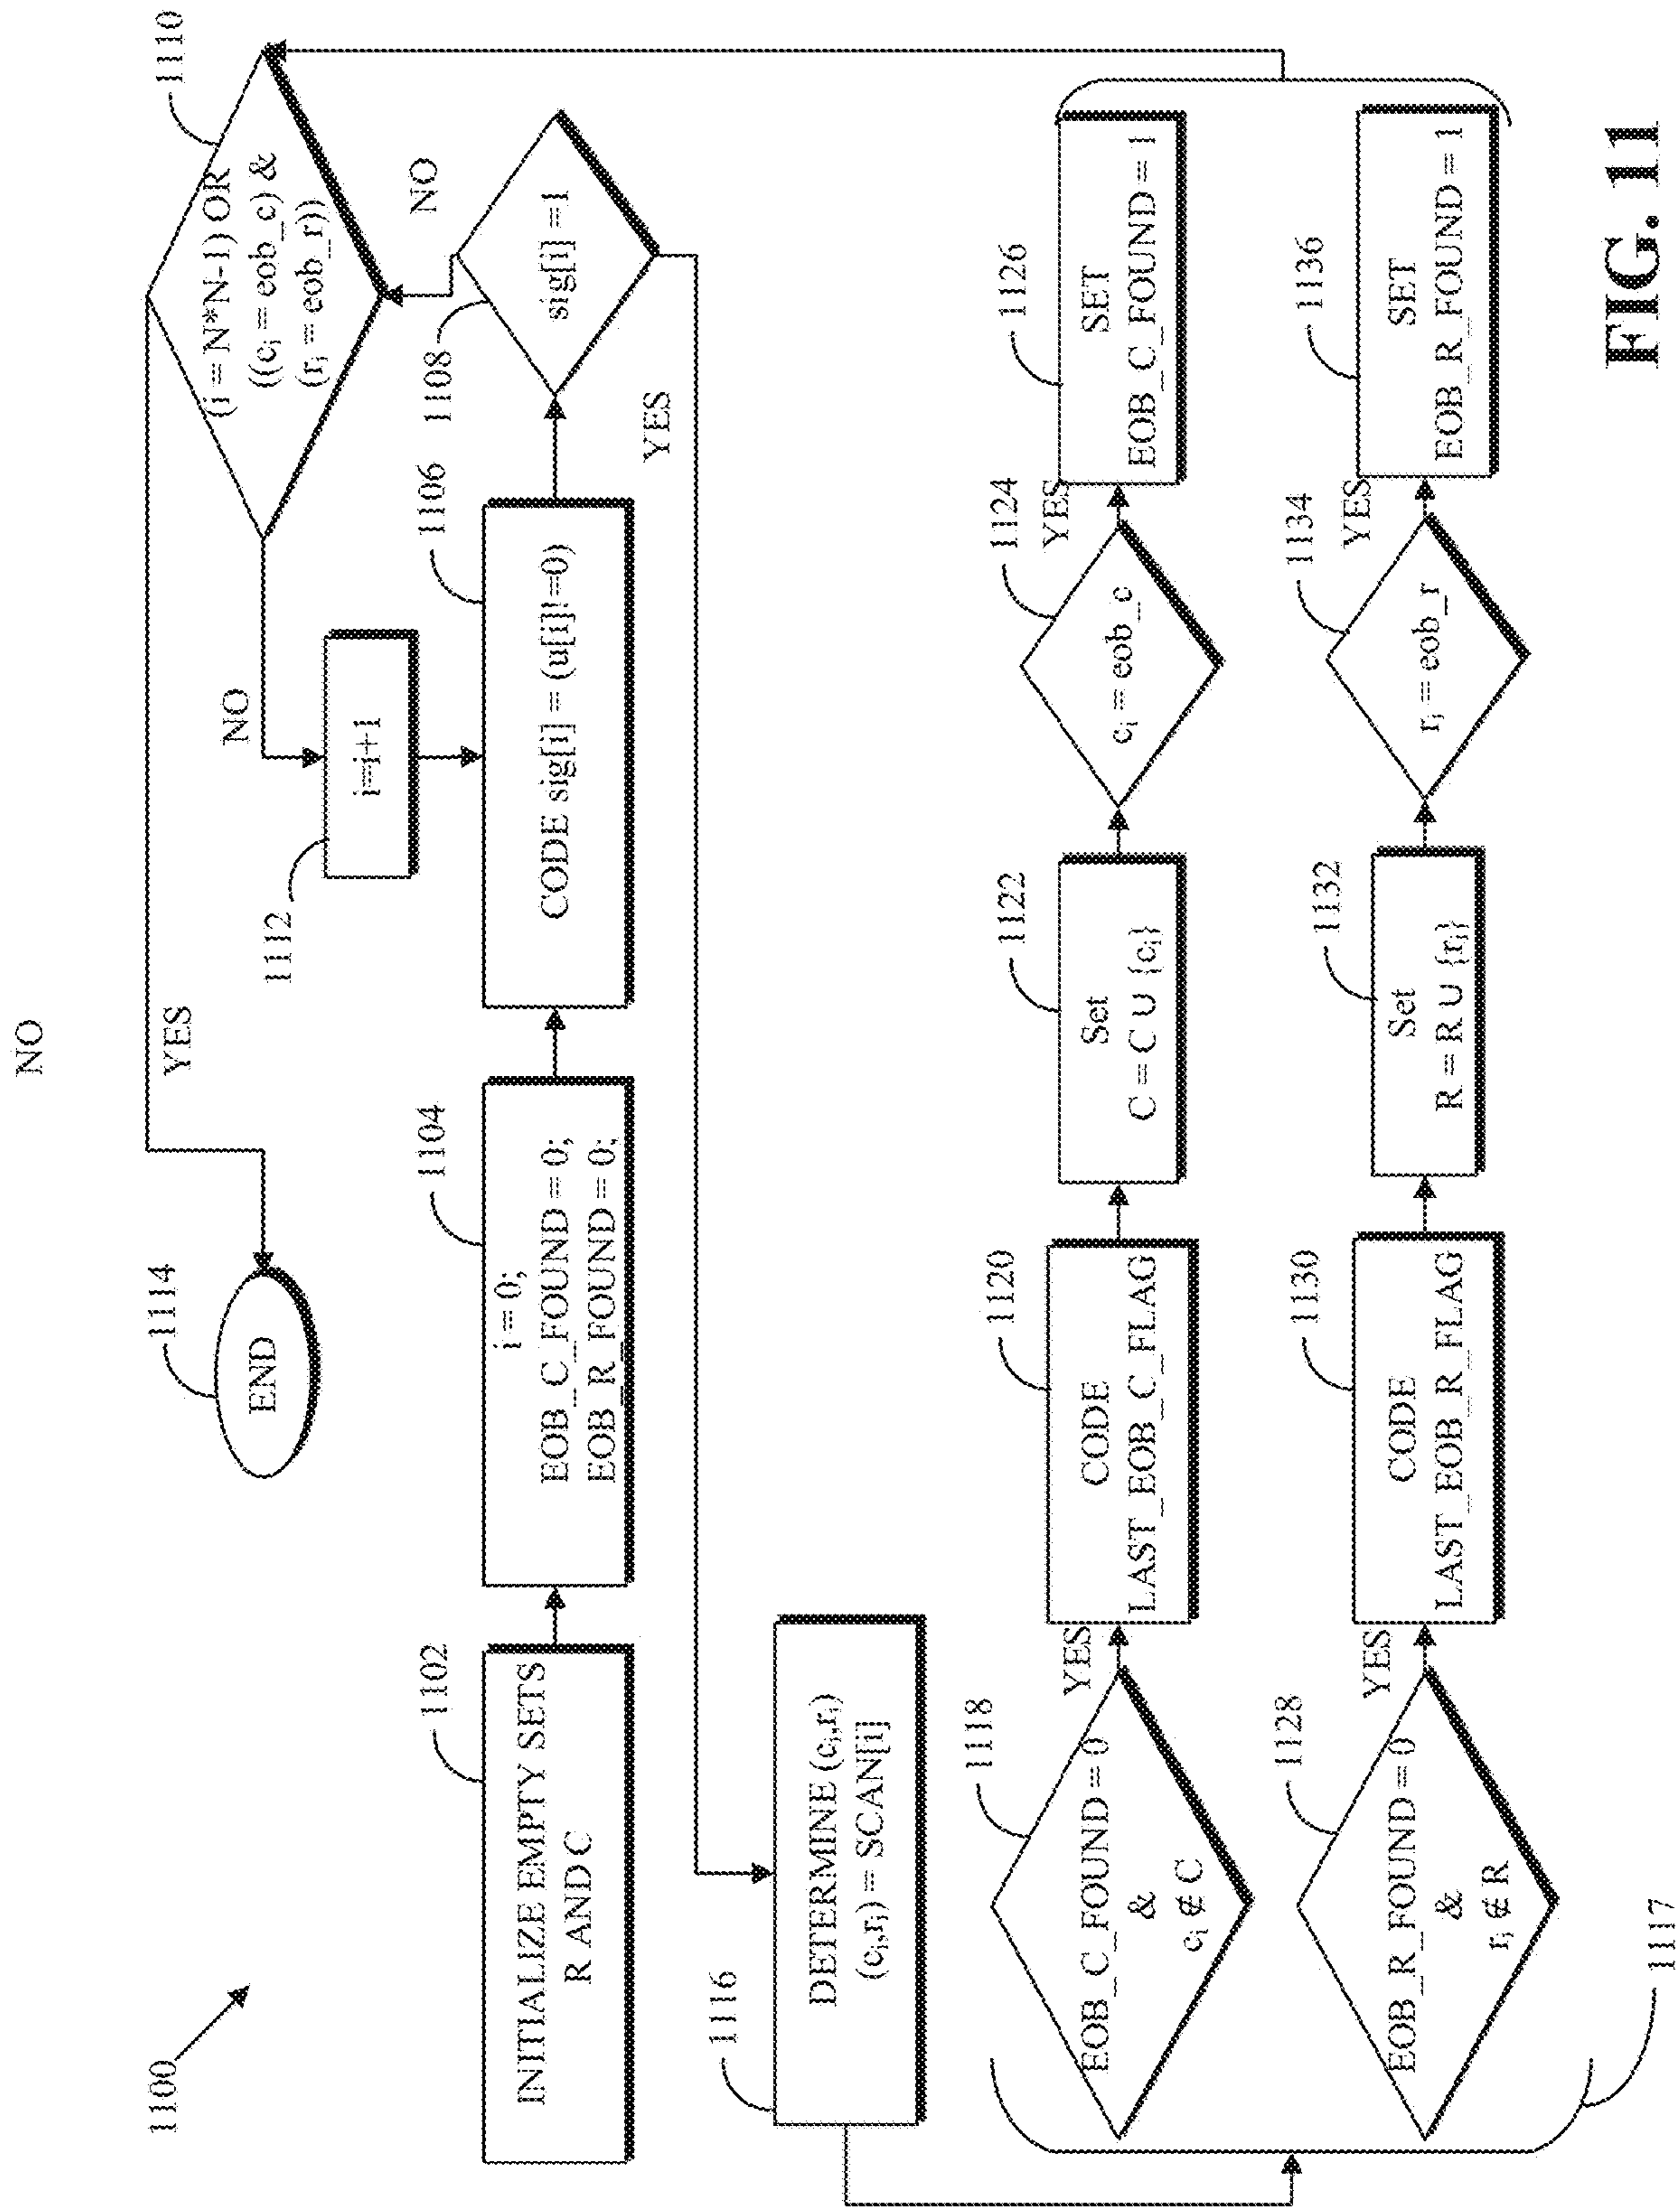 1100
NO
1114
END
YES
1110
(i = N*N-1) OR
((cᵢ = eob_c) &
(rᵢ = eob_r))
NO
1112
i=i+1
NO
1102
INITIALIZE EMPTY SETS
R AND C
1104
i = 0;
EOB_C_FOUND = 0;
EOB_R_FOUND = 0;
1106
CODE sig[i] = (u[i]!=0)
1108
sig[i] =1
YES
1116
DETERMINE (cᵢ,rᵢ)
(cᵢ,rᵢ) = SCAN[i]
1118
EOB_C_FOUND = 0
&
cᵢ ∉ C
YES
1120
CODE
LAST_EOB_C_FLAG
1122
Set
C = C ∪ {cᵢ}
1124
cᵢ = eob_c
YES
1126
SET
EOB_C_FOUND = 1
1128
EOB_R_FOUND = 0
&
rᵢ ∉ R
YES
1130
CODE
LAST_EOB_R_FLAG
1132
Set
R = R ∪ {rᵢ}
1134
rᵢ = eob_r
YES
1136
SET
EOB_R_FOUND = 1
1117
FIG. 11